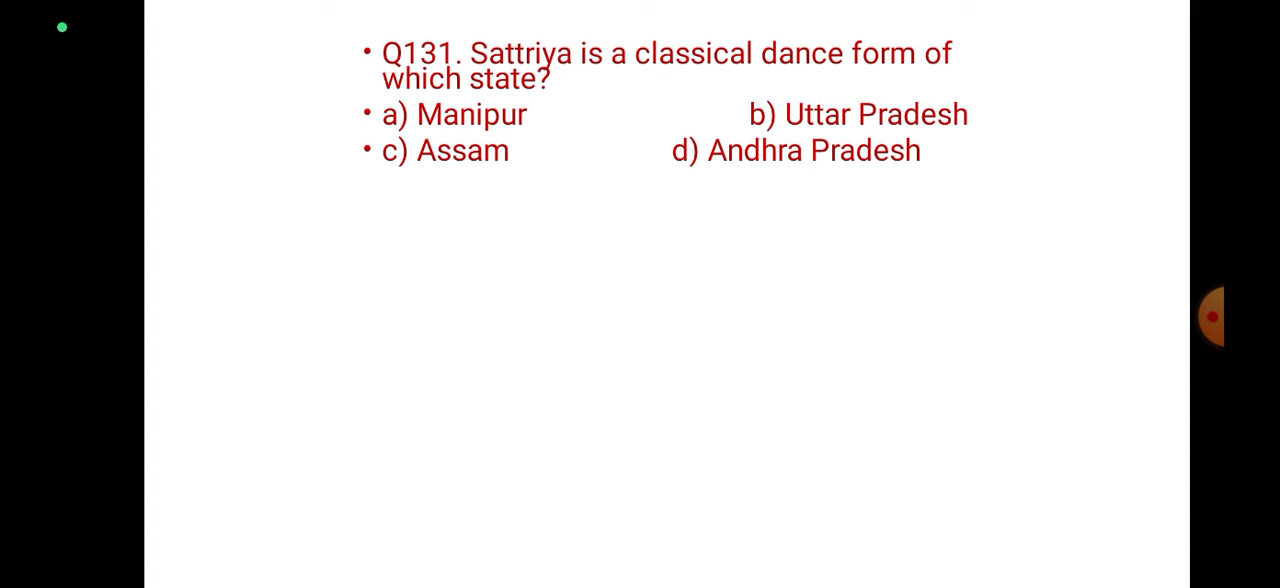 • Q131. Sattriya is a classical dance form of
which state?
• a) Manipur b) Uttar Pradesh
• c) Assam d) Andhra Pradesh